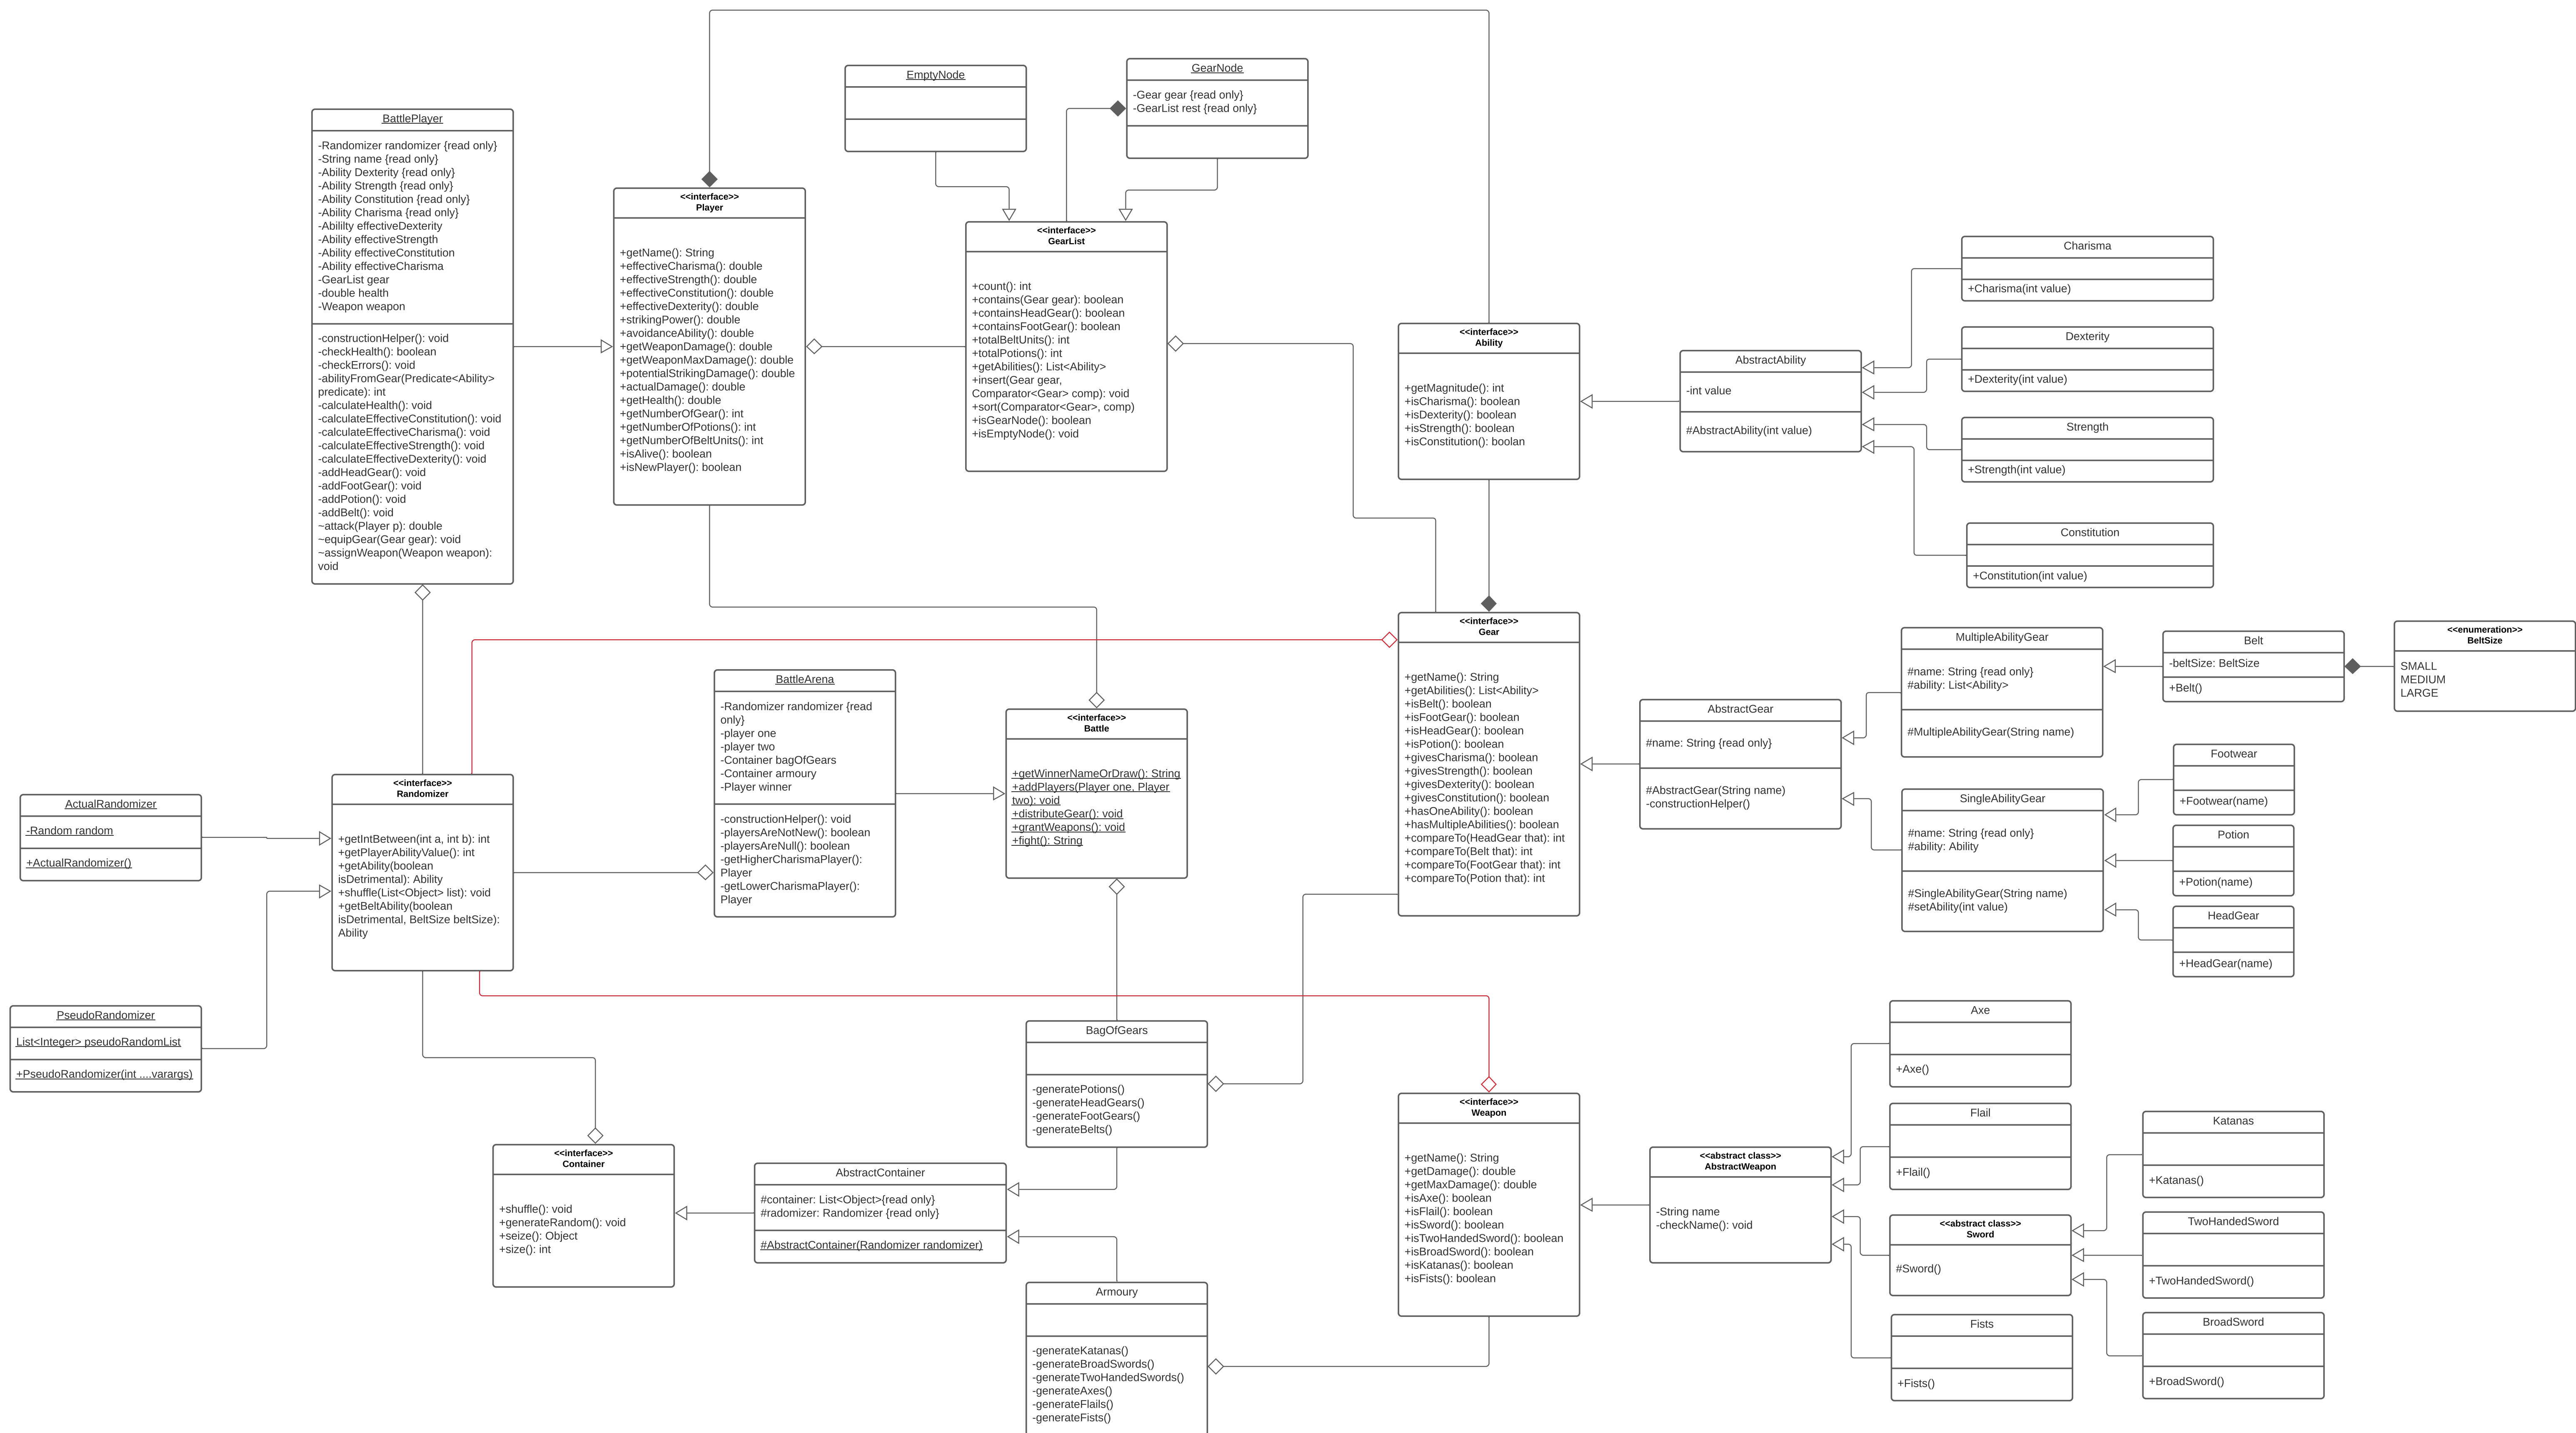 EmptyNode
GearNode
-Gear gear {read only}
-GearList rest {read only}
BattlePlayer
-Randomizer randomizer {read only}
-String name {read only}
-Ability Dexterity {read only}
-Ability Strength {read only}
-Ability Constitution {read only}
-Ability Charisma {read only}
-Abililty effectiveDexterity
-Ability effectiveStrength
-Ability effectiveConstitution
-Ability effectiveCharisma
-GearList gear
-double health
-Weapon weapon
-constructionHelper(): void
-checkHealth(): boolean
-checkErrors(): void
-abilityFromGear(Predicate<Ability>
predicate): int
-calculateHealth(): void
-calculateEffectiveConstitution(): void
-calculateEffectiveCharisma(): void
-calculateEffectiveStrength(): void
-calculateEffectiveDexterity(): void
-addHeadGear(): void
-addFootGear(): void
-addPotion(): void
-addBelt(): void
~attack(Player p): double
~equipGear(Gear gear): void
~assignWeapon(Weapon weapon):
void
<<interface>>
Player
+getName(): String
+effectiveCharisma(): double
+effectiveStrength(): double
+effectiveConstitution(): double
+effectiveDexterity(): double
+strikingPower(): double
+avoidanceAbility(): double
+getWeaponDamage(): double
+getWeaponMaxDamage(): double
+potentialStrikingDamage(): double
+actualDamage(): double
+getHealth(): double
+getNumberOfGear(): int
+getNumberOfPotions(): int
+getNumberOfBeltUnits(): int
+isAlive(): boolean
+isNewPlayer(): boolean
<<interface>>
GearList
+count(): int
+contains(Gear gear): boolean
+containsHeadGear(): boolean
+containsFootGear(): boolean
+totalBeltUnits(): int
+totalPotions(): int
+getAbilities(): List<Ability>
+insert(Gear gear,
Comparator<Gear> comp): void
+sort(Comparator<Gear>, comp)
+isGearNode(): boolean
+isEmptyNode(): void
<<interface>>
Ability
+getMagnitude(): int
+isCharisma(): boolean
+isDexterity(): boolean
+isStrength(): boolean
+isConstitution(): boolan
AbstractAbility
-int value
#AbstractAbility(int value)
Charisma
+Charisma(int value)
Dexterity
+Dexterity(int value)
Strength
+Strength(int value)
Constitution
+Constitution(int value)
<<interface>>
Gear
+getName(): String
+getAbilities(): List<Ability>
+isBelt(): boolean
+isFootGear(): boolean
+isHeadGear(): boolean
+isPotion(): boolean
+givesCharisma(): boolean
+givesStrength(): boolean
+givesDexterity(): boolean
+givesConstitution(): boolean
+hasOneAbility(): boolean
+hasMultipleAbilities(): boolean
+compareTo(HeadGear that): int
+compareTo(Belt that): int
+compareTo(FootGear that): int
+compareTo(Potion that): int
AbstractGear
#name: String {read only}
#AbstractGear(String name)
-constructionHelper()
MultipleAbilityGear
#name: String {read only}
#ability: List<Ability>
#MultipleAbilityGear(String name)
Belt
-beltSize: BeltSize
+Belt()
<<enumeration>>
BeltSize
SMALL
MEDIUM
LARGE
SingleAbilityGear
#name: String {read only}
#ability: Ability
#SingleAbilityGear(String name)
#setAbility(int value)
Footwear
+Footwear(name)
Potion
+Potion(name)
HeadGear
+HeadGear(name)
BattleArena
-Randomizer randomizer {read
only}
-player one
-player two
-Container bagOfGears
-Container armoury
-Player winner
-constructionHelper(): void
-playersAreNotNew(): boolean
-playersAreNull(): boolean
-getHigherCharismaPlayer():
Player
-getLowerCharismaPlayer():
Player
<<interface>>
Battle
+getWinnerNameOrDraw(): String
+addPlayers(Player one, Player
two): void
+distributeGear(): void
+grantWeapons(): void
+fight(): String
ActualRandomizer
-Random random
+ActualRandomizer()
<<interface>>
Randomizer
+getIntBetween(int a, int b): int
+getPlayerAbilityValue(): int
+getAbility(boolean
isDetrimental): Ability
+shuffle(List<Object> list): void
+getBeltAbility(boolean
isDetrimental, BeltSize beltSize):
Ability
PseudoRandomizer
List<Integer> pseudoRandomList
+PseudoRandomizer(int ....varargs)
BagOfGears
-generatePotions()
-generateHeadGears()
-generateFootGears()
-generateBelts()
<<interface>>
Container
+shuffle(): void
+generateRandom(): void
+seize(): Object
+size(): int
AbstractContainer
#container: List<Object>{read only}
#radomizer: Randomizer {read only}
#AbstractContainer(Randomizer randomizer)
Armoury
-generateKatanas()
-generateBroadSwords()
-generateTwoHandedSwords()
-generateAxes()
-generateFlails()
-generateFists()
<<interface>>
Weapon
+getName(): String
+getDamage(): double
+getMaxDamage(): double
+isAxe(): boolean
+isFlail(): boolean
+isSword(): boolean
+isTwoHandedSword(): boolean
+isBroadSword(): boolean
+isKatanas(): boolean
+isFists(): boolean
<<abstract class>>
AbstractWeapon
-String name
-checkName(): void
Axe
+Axe()
Flail
+Flail()
<<abstract class>>
Sword
#Sword()
Fists
+Fists()
Katanas
+Katanas()
TwoHandedSword
+TwoHandedSword()
BroadSword
+BroadSword()